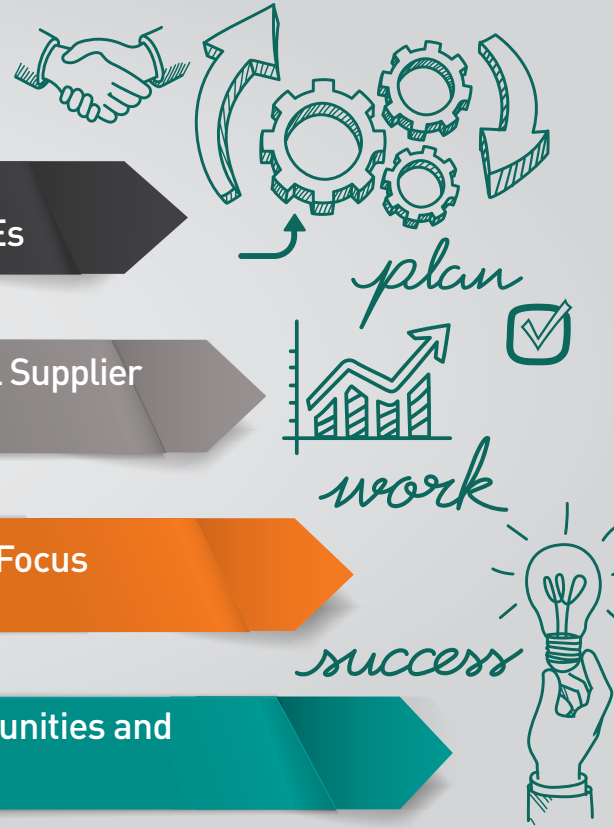 Es
plan
Supplier
work
Focus
success
unities and